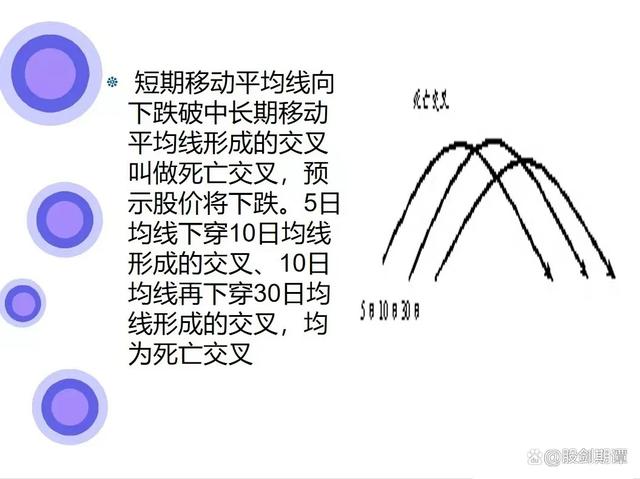 短期移动平均线向
下跌破中长期移动
平均线形成的交叉
叫做死亡交叉，预
示股价将下跌。5日
均线下穿10日均线
形成的交叉、10日
均线再下穿30日均
线形成的交叉，均
为死亡交叉
死亡交叉
5日10日30日
@股剑期谭